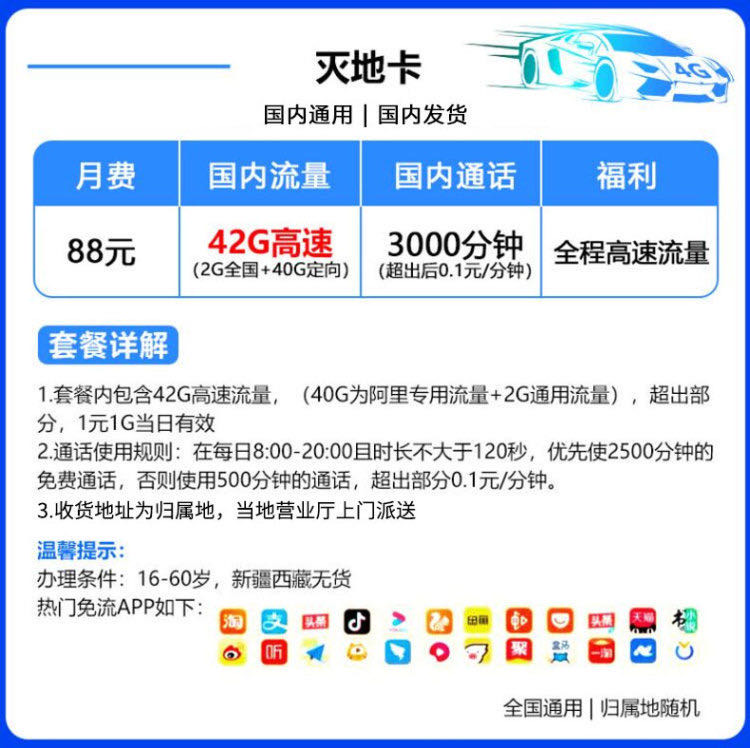 灭地卡
4G
国内通用 | 国内发货
月费
国内流量
国内通话
福利
88元
42G高速
(2G全国+40G定向)
3000分钟
(超出后0.1元/分钟)
全程高速流量
套餐详解
1.套餐内包含42G高速流量，（40G为阿里专用流量+2G通用流量），超出部
分，1元1G当日有效
2.通话使用规则：在每日8:00-20:00且时长不大于120秒，优先使2500分钟的
免费通话，否则使用500分钟的通话，超出部分0.1元/分钟。
3.收货地址为归属地，当地营业厅上门派送
温馨提示:
办理条件：16-60岁，新疆西藏无货
热门免流APP如下：
淘 支 头条 头条 天猫 书 小说
听 聚 盒马 一淘
全国通用 | 归属地随机